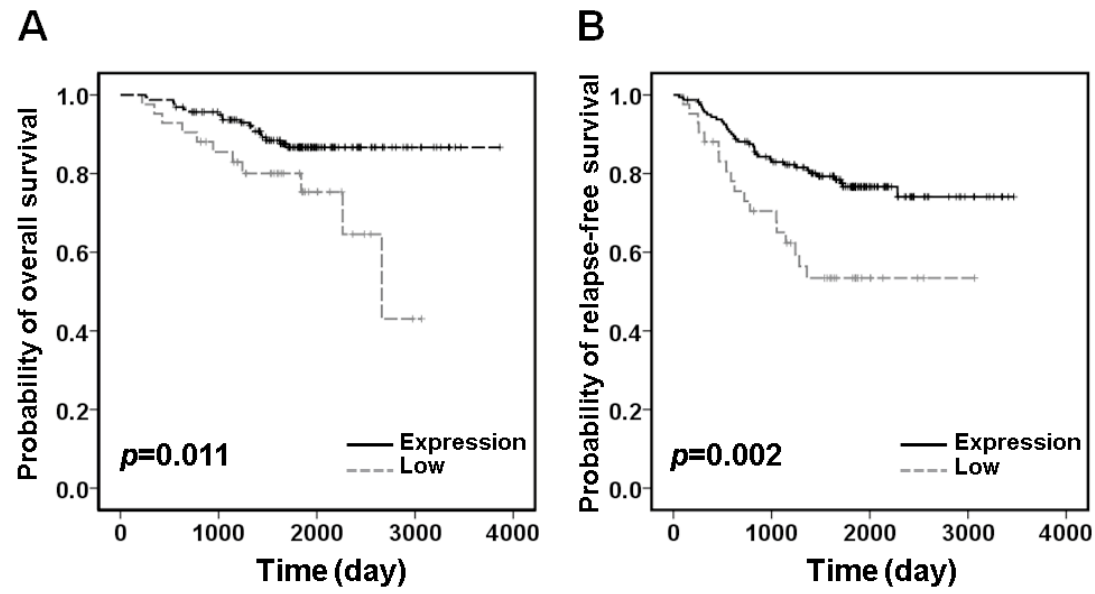 A
Probability of overall survival
1.0
0.8
0.6
0.4
0.2
0.0
p=0.011
Expression
Low
0 1000 2000 3000 4000
Time (day)
B
Probability of relapse-free survival
1.0
0.8
0.6
0.4
0.2
0.0
p=0.002
Expression
Low
0 1000 2000 3000 4000
Time (day)